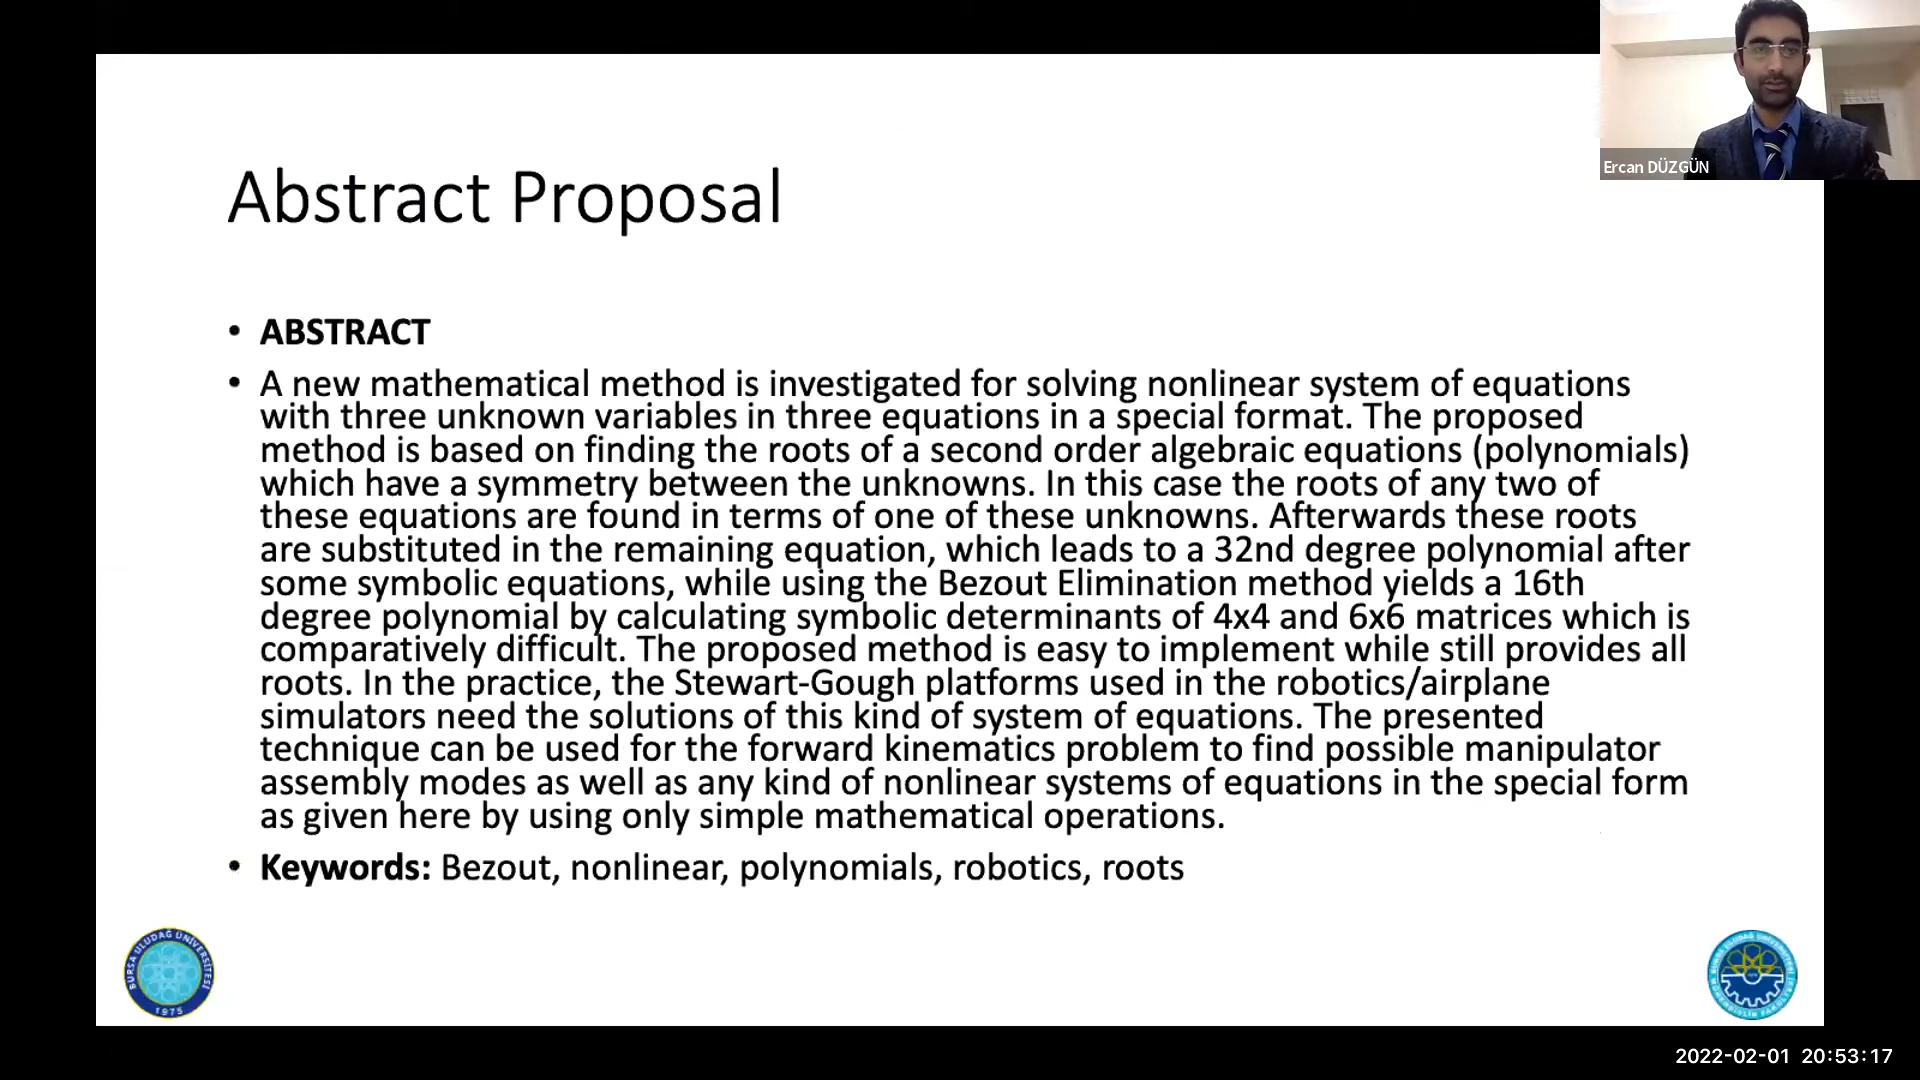 Ercan DÜZGÜN
Abstract Proposal
• ABSTRACT
• A new mathematical method is investigated for solving nonlinear system of equations
with three unknown variables in three equations in a special format. The proposed
method is based on finding the roots of a second order algebraic equations (polynomials)
which have a symmetry between the unknowns. In this case the roots of any two of
these equations are found in terms of one of these unknowns. Afterwards these roots
are substituted in the remaining equation, which leads to a 32nd degree polynomial after
some symbolic equations, while using the Bezout Elimination method yields a 16th
degree polynomial by calculating symbolic determinants of 4x4 and 6x6 matrices which is
comparatively difficult. The proposed method is easy to implement while still provides all
roots. In the practice, the Stewart-Gough platforms used in the robotics/airplane
simulators need the solutions of this kind of system of equations. The presented
technique can be used for the forward kinematics problem to find possible manipulator
assembly modes as well as any kind of nonlinear systems of equations in the special form
as given here by using only simple mathematical operations.
• Keywords: Bezout, nonlinear, polynomials, robotics, roots
BURSA ULUDAĞ ÜNİVERSİTESİ
1975
2022-02-01 20:53:17